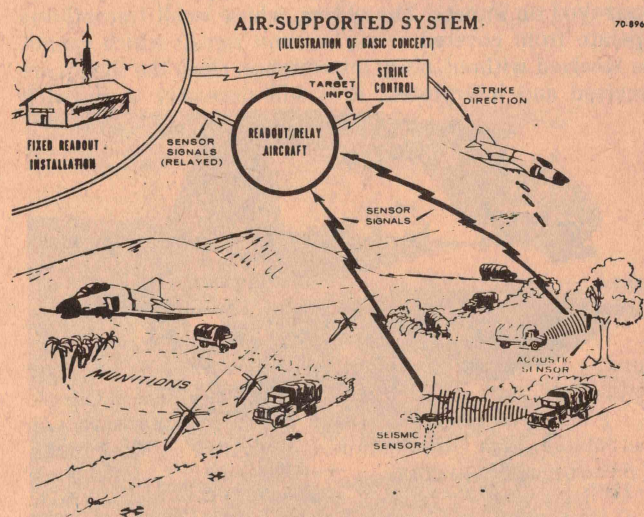 AIR-SUPPORTED SYSTEM
(ILLUSTRATION OF BASIC CONCEPT)
70-896
TARGET
INFO
STRIKE
CONTROL
STRIKE
DIRECTION
FIXED READOUT
INSTALLATION
SENSOR
SIGNALS
(RELAYED)
READOUT/RELAY
AIRCRAFT
SENSOR
SIGNALS
MUNITIONS
ACOUSTIC
SENSOR
SEISMIC
SENSOR